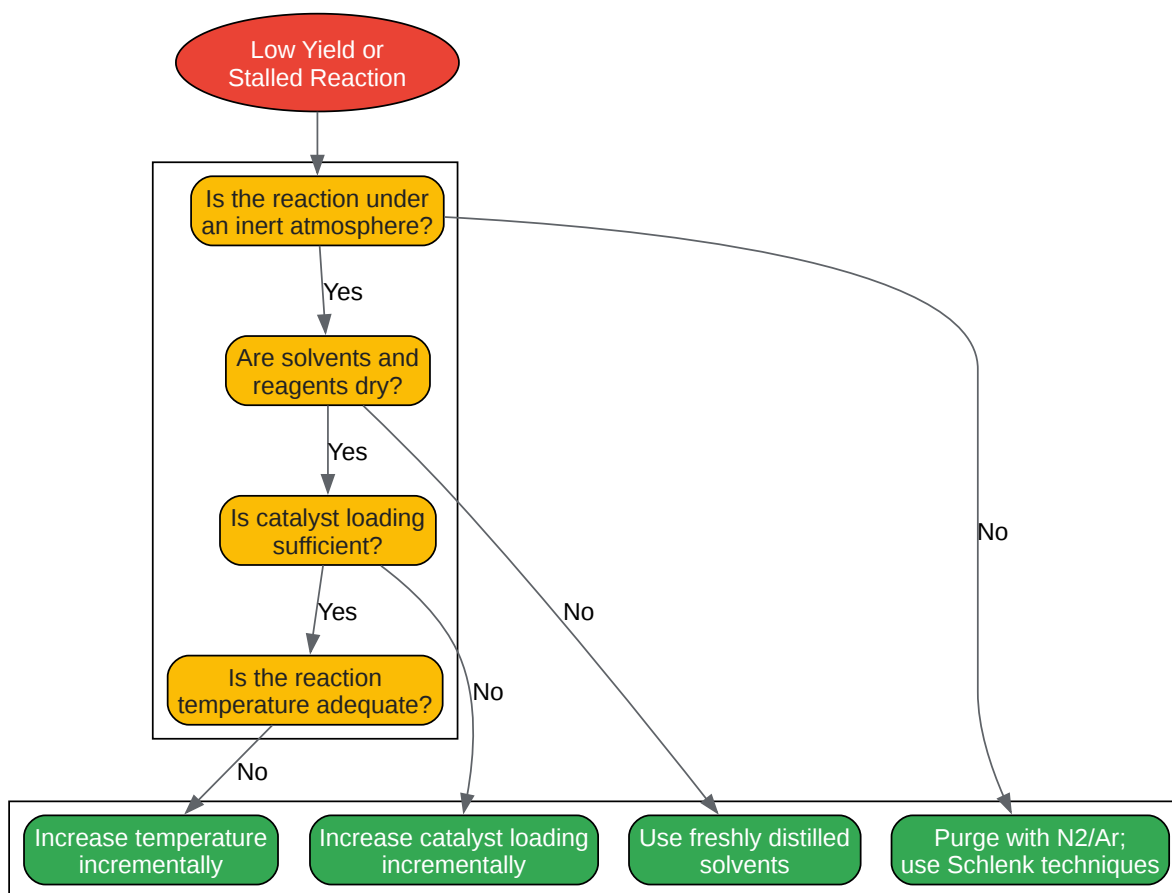 Low Yield or
Stalled Reaction
Is the reaction under
an inert atmosphere?
Yes
Are solvents and
reagents dry?
Yes
Is catalyst loading
sufficient?
No
No
Yes
Is the reaction
temperature adequate?
No
No
Increase temperature
incrementally
Increase catalyst loading
incrementally
Use freshly distilled
solvents
Purge with N2/Ar;
use Schlenk techniques